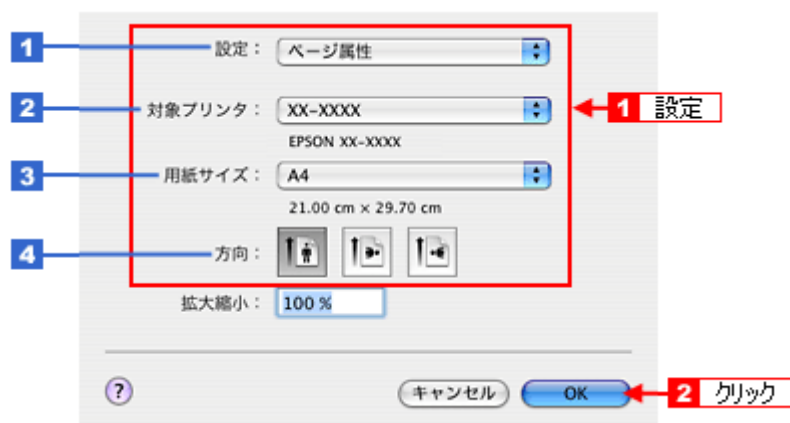 1 設定： ページ属性
2 対象プリンタ： XX-XXXX 1 設定
EPSON XX-XXXX
3 用紙サイズ： A4
21.00 cm × 29.70 cm
4 方向：
拡大縮小： 100 %
? キャンセル OK 2 クリック